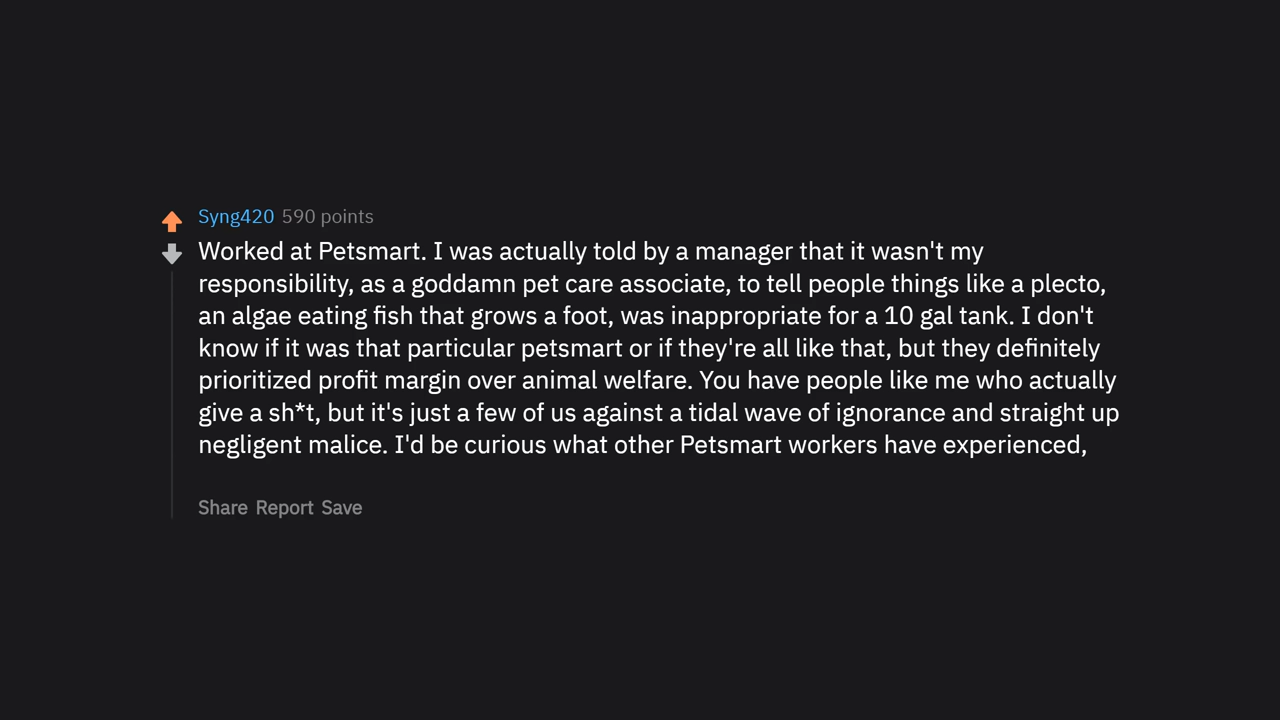 Syng420 590 points
Worked at Petsmart. I was actually told by a manager that it wasn't my
responsibility, as a goddamn pet care associate, to tell people things like a plecto,
an algae eating fish that grows a foot, was inappropriate for a 10 gal tank. I don't
know if it was that particular petsmart or if they're all like that, but they definitely
prioritized profit margin over animal welfare. You have people like me who actually
give a sh*t, but it's just a few of us against a tidal wave of ignorance and straight up
negligent malice. I'd be curious what other Petsmart workers have experienced,
Share Report Save